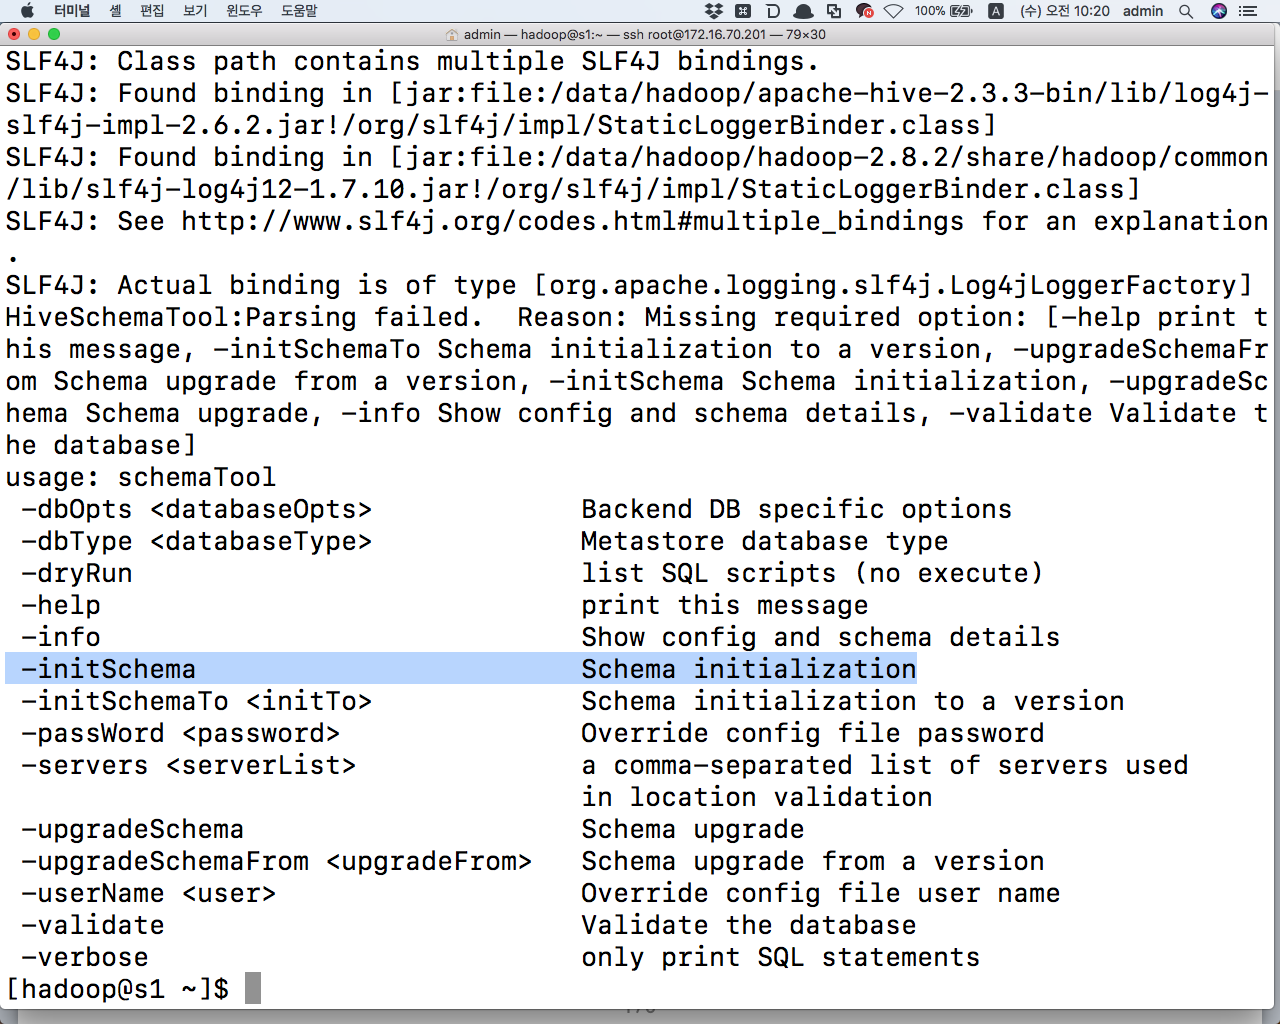 터미널 셸 편집 보기 윈도우 도움말 100% A (수) 오전 10:20 admin
admin — hadoop@s1:~ — ssh root@172.16.70.201 — 79×30
SLF4J: Class path contains multiple SLF4J bindings.
SLF4J: Found binding in [jar:file:/data/hadoop/apache-hive-2.3.3-bin/lib/log4j-
slf4j-impl-2.6.2.jar!/org/slf4j/impl/StaticLoggerBinder.class]
SLF4J: Found binding in [jar:file:/data/hadoop/hadoop-2.8.2/share/hadoop/common
/lib/slf4j-log4j12-1.7.10.jar!/org/slf4j/impl/StaticLoggerBinder.class]
SLF4J: See http://www.slf4j.org/codes.html#multiple_bindings for an explanation
.
SLF4J: Actual binding is of type [org.apache.logging.slf4j.Log4jLoggerFactory]
HiveSchemaTool:Parsing failed.  Reason: Missing required option: [-help print t
his message, -initSchemaTo Schema initialization to a version, -upgradeSchemaFr
om Schema upgrade from a version, -initSchema Schema initialization, -upgradeSc
hema Schema upgrade, -info Show config and schema details, -validate Validate t
he database]
usage: schemaTool
-dbOpts <databaseOpts> Backend DB specific options
-dbType <databaseType> Metastore database type
-dryRun list SQL scripts (no execute)
-help print this message
-info Show config and schema details
-initSchema Schema initialization
-initSchemaTo <initTo> Schema initialization to a version
-passWord <password> Override config file password
-servers <serverList> a comma-separated list of servers used
in location validation
-upgradeSchema Schema upgrade
-upgradeSchemaFrom <upgradeFrom> Schema upgrade from a version
-userName <user> Override config file user name
-validate Validate the database
-verbose only print SQL statements
[hadoop@s1 ~]$